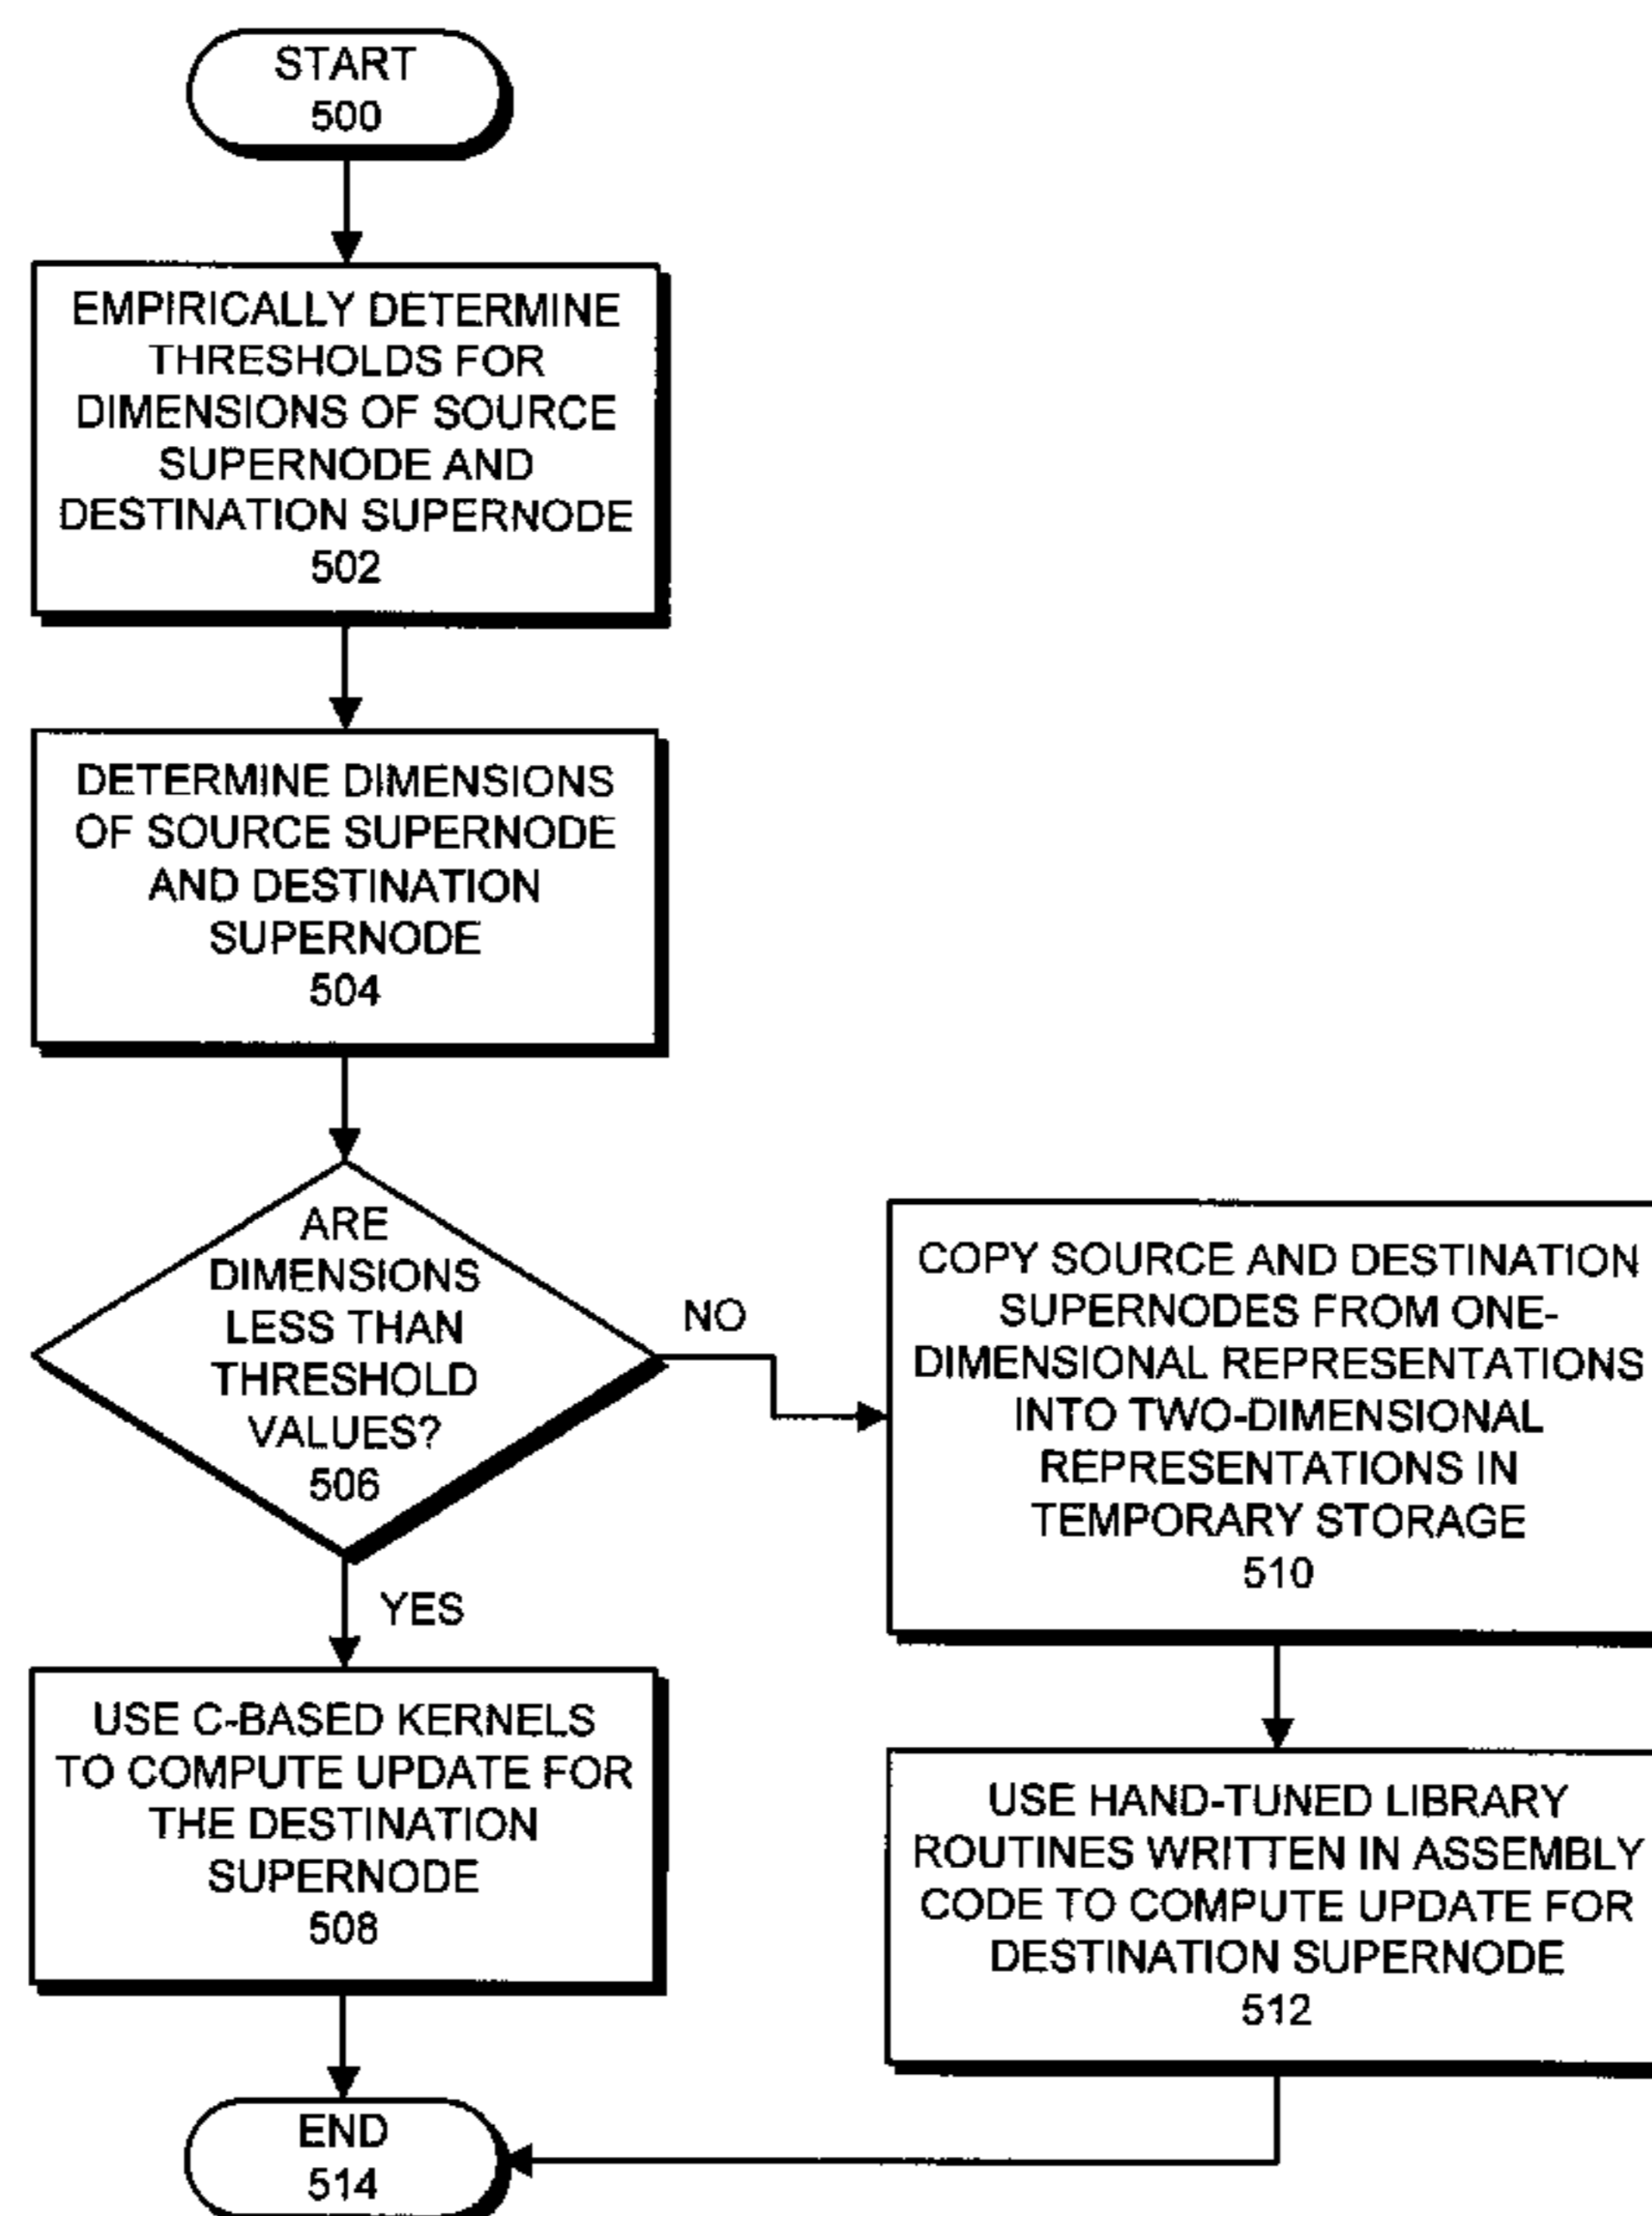 START
500
EMPIRICALLY DETERMINE
THRESHOLDS FOR
DIMENSIONS OF SOURCE
SUPERNODE AND
DESTINATION SUPERNODE
502
DETERMINE DIMENSIONS
OF SOURCE SUPERNODE
AND DESTINATION
SUPERNODE
504
ARE
DIMENSIONS
LESS THAN
THRESHOLD
VALUES?
506
NO
YES
USE C-BASED KERNELS
TO COMPUTE UPDATE FOR
THE DESTINATION
SUPERNODE
508
COPY SOURCE AND DESTINATION
SUPERNODES FROM ONE-
DIMENSIONAL REPRESENTATIONS
INTO TWO-DIMENSIONAL
REPRESENTATIONS IN
TEMPORARY STORAGE
510
USE HAND-TUNED LIBRARY
ROUTINES WRITTEN IN ASSEMBLY
CODE TO COMPUTE UPDATE FOR
DESTINATION SUPERNODE
512
END
514